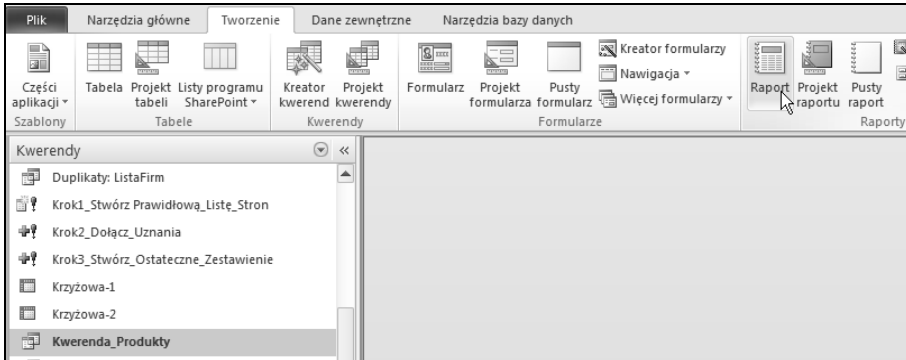 Plik Narzędzia główne Tworzenie Dane zewnętrzne Narzędzia bazy danych
Części aplikacji
Tabela
Projekt tabeli
Listy programu SharePoint
Kreator kwerend
Projekt kwerendy
Formularz
Projekt formularza
Pusty formularz
Kreator formularzy
Nawigacja
Więcej formularzy
Raport
Projekt raportu
Pusty raport
Szablony Tabele Kwerendy Formularze Raporty
Kwerendy
Duplikaty: ListaFirm
Krok1_Stwórz Prawidłową_Listę_Stron
Krok2_Dołącz_Uznania
Krok3_Stwórz_Ostateczne_Zestawienie
Krzyżowa-1
Krzyżowa-2
Kwerenda_Produkty